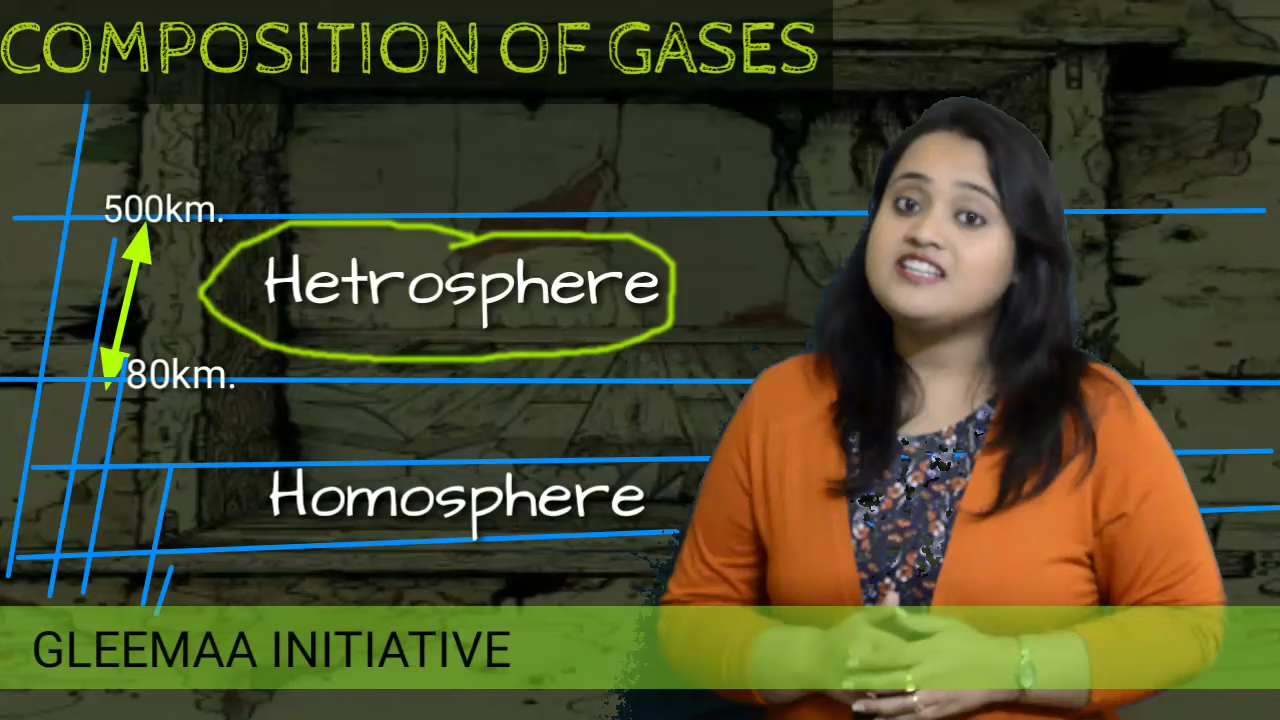 COMPOSITION OF GASES
500km.
Hetrosphere
80km.
Homosphere
GLEEMAA INITIATIVE